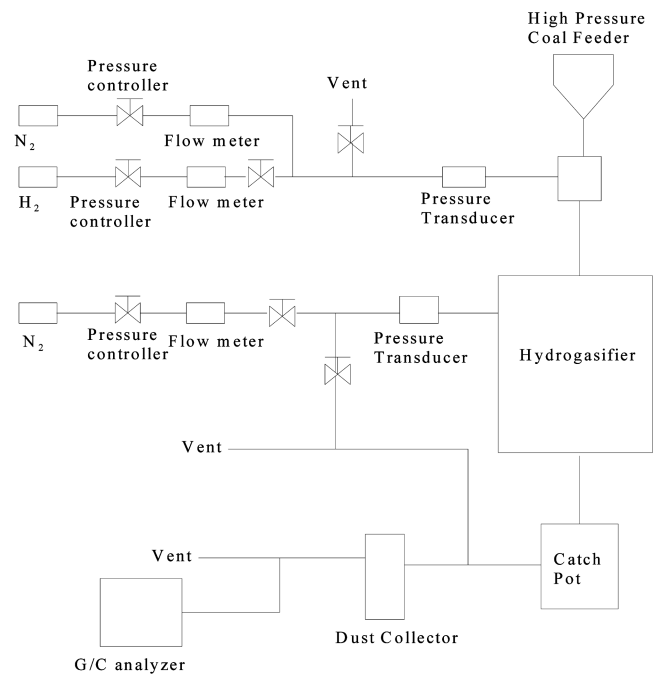 High Pressure
Coal Feeder
Pressure
controller
Vent
N2
Flow meter
H2
Pressure
controller
Flow meter
Pressure
Transducer
N2
Pressure
controller
Flow meter
Pressure
Transducer
Hydrogasifier
Vent
Vent
Catch
Pot
Dust Collector
G/C analyzer